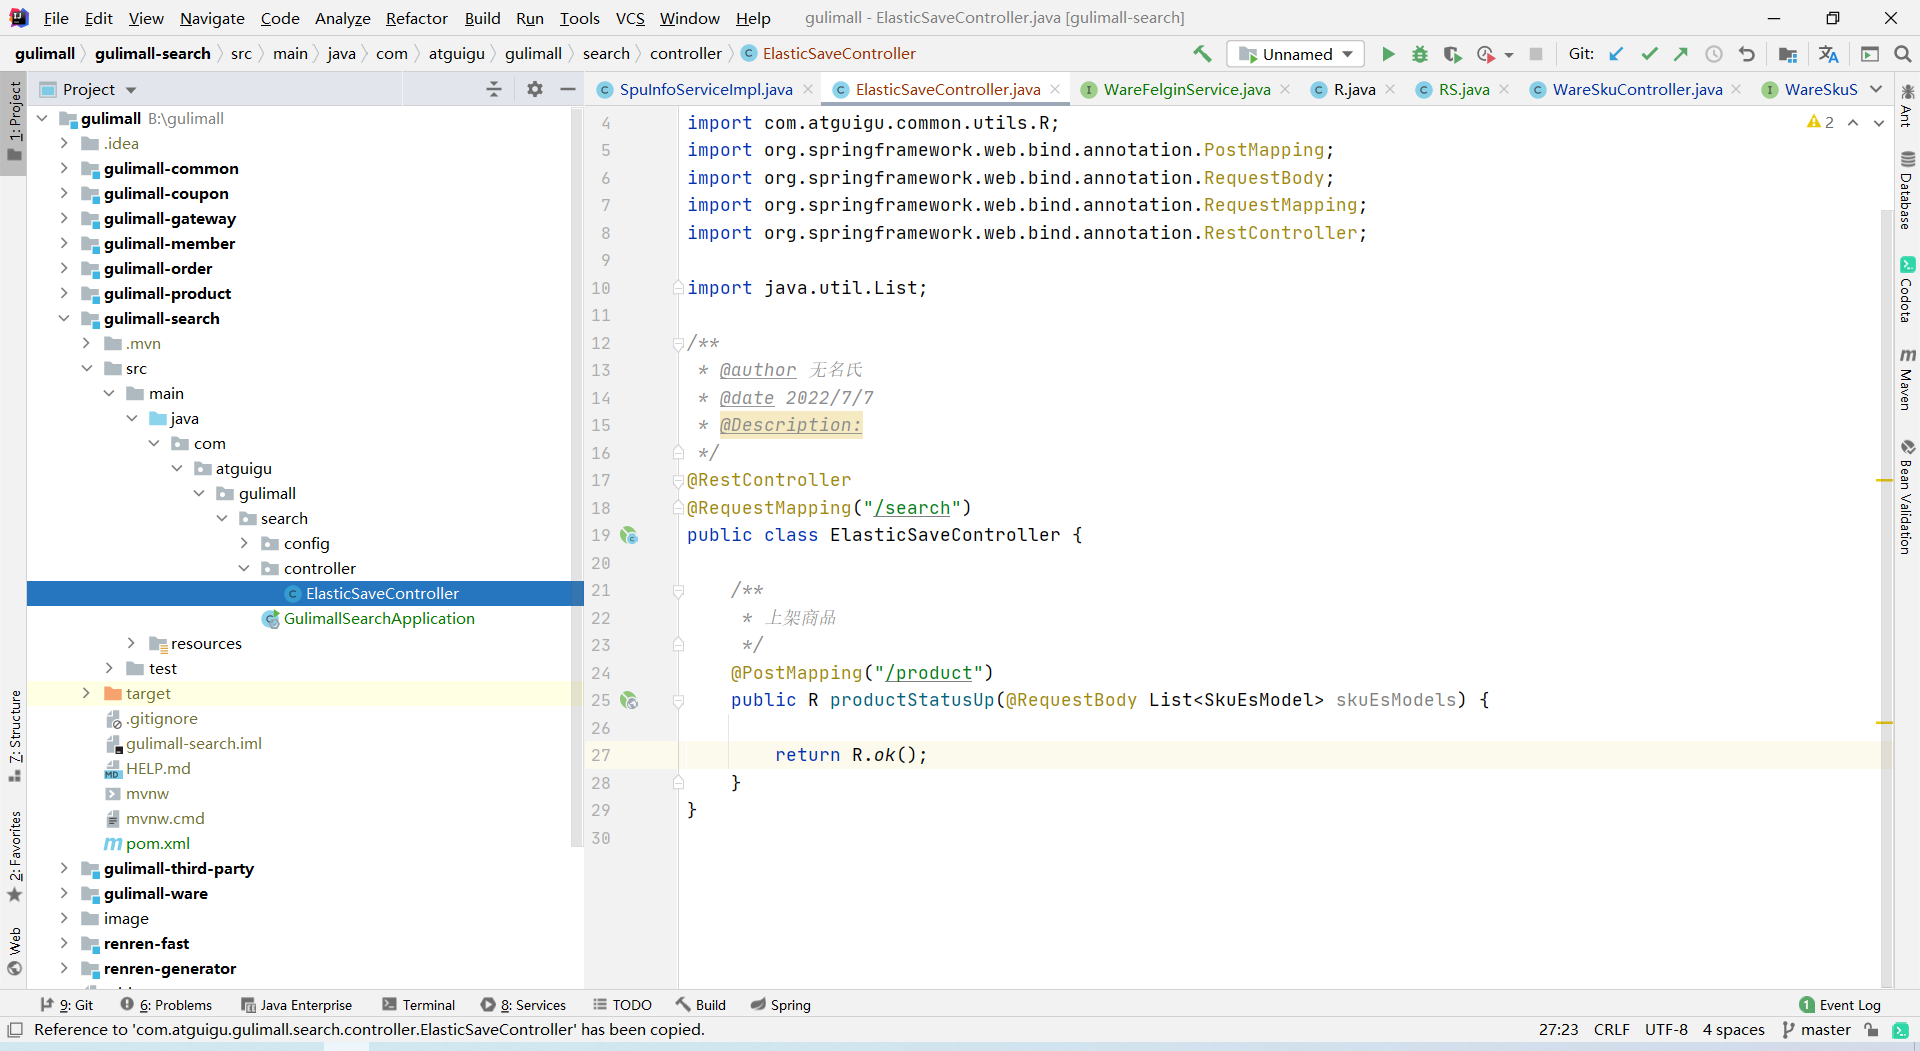 File Edit View Navigate Code Analyze Refactor Build Run Tools VCS Window Help gulimall - ElasticSaveController.java [gulimall-search]
gulimall gulimall-search src main java com atguigu gulimall search controller ElasticSaveController Unnamed Git:
Project
SpuInfoServiceImpl.java ElasticSaveController.java WareFelginService.java R.java RS.java WareSkuController.java WareSkuS
1: Project
7: Structure
2: Favorites
Web
gulimall B:\gulimall
.idea
gulimall-common
gulimall-coupon
gulimall-gateway
gulimall-member
gulimall-order
gulimall-product
gulimall-search
.mvn
src
main
java
com
atguigu
gulimall
search
config
controller
ElasticSaveController
GulimallSearchApplication
resources
test
target
.gitignore
gulimall-search.iml
HELP.md
mvnw
mvnw.cmd
pom.xml
gulimall-third-party
gulimall-ware
image
renren-fast
renren-generator
2
4 import com.atguigu.common.utils.R;
5 import org.springframework.web.bind.annotation.PostMapping;
6 import org.springframework.web.bind.annotation.RequestBody;
7 import org.springframework.web.bind.annotation.RequestMapping;
8 import org.springframework.web.bind.annotation.RestController;
9
10 import java.util.List;
11
12 /**
13 * @author 无名氏
14 * @date 2022/7/7
15 * @Description:
16 */
17 @RestController
18 @RequestMapping("/search")
19 public class ElasticSaveController {
20
21 /**
22 * 上架商品
23 */
24 @PostMapping("/product")
25 public R productStatusUp(@RequestBody List<SkuEsModel> skuEsModels) {
26
27 return R.ok();
28 }
29 }
30
Ant
Database
Codota
Maven
Bean Validation
9: Git 6: Problems Java Enterprise Terminal 8: Services TODO Build Spring 1 Event Log
Reference to 'com.atguigu.gulimall.search.controller.ElasticSaveController' has been copied. 27:23 CRLF UTF-8 4 spaces master